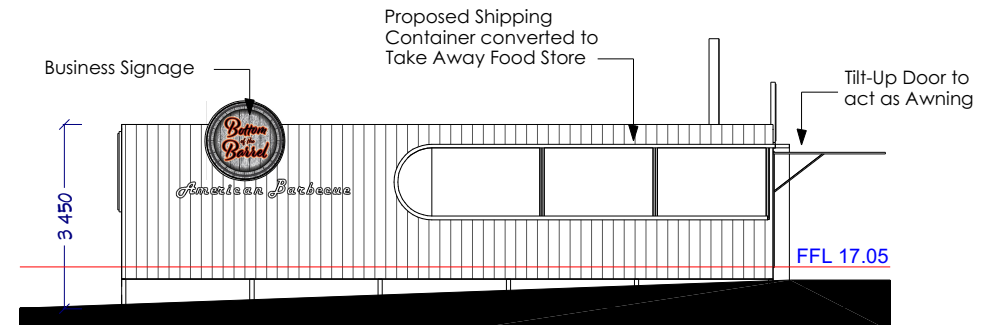 Proposed Shipping
Container converted to
Take Away Food Store
Business Signage
Tilt-Up Door to
act as Awning
Bottom
of the
Barrel
American Barbecue
3 450
FFL 17.05